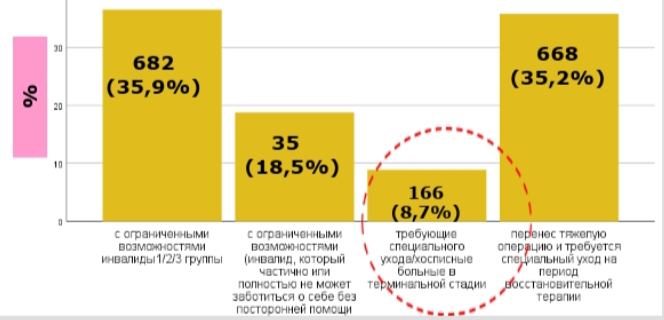 %
30
20
10
0
682
(35,9%)
35
(18,5%)
166
(8,7%)
668
(35,2%)
с ограниченными
возможностями
инвалиды1/2/3 группы
с ограниченными
возможностями
(инвалид, который
частично или
полностью не может
заботиться о себе без
посторонней помощи
требующие
специального
ухода/хосписные
больные в
терминальной стадии
перенес тяжелую
операцию и требуется
специальный уход на
период
восстановительной
терапии